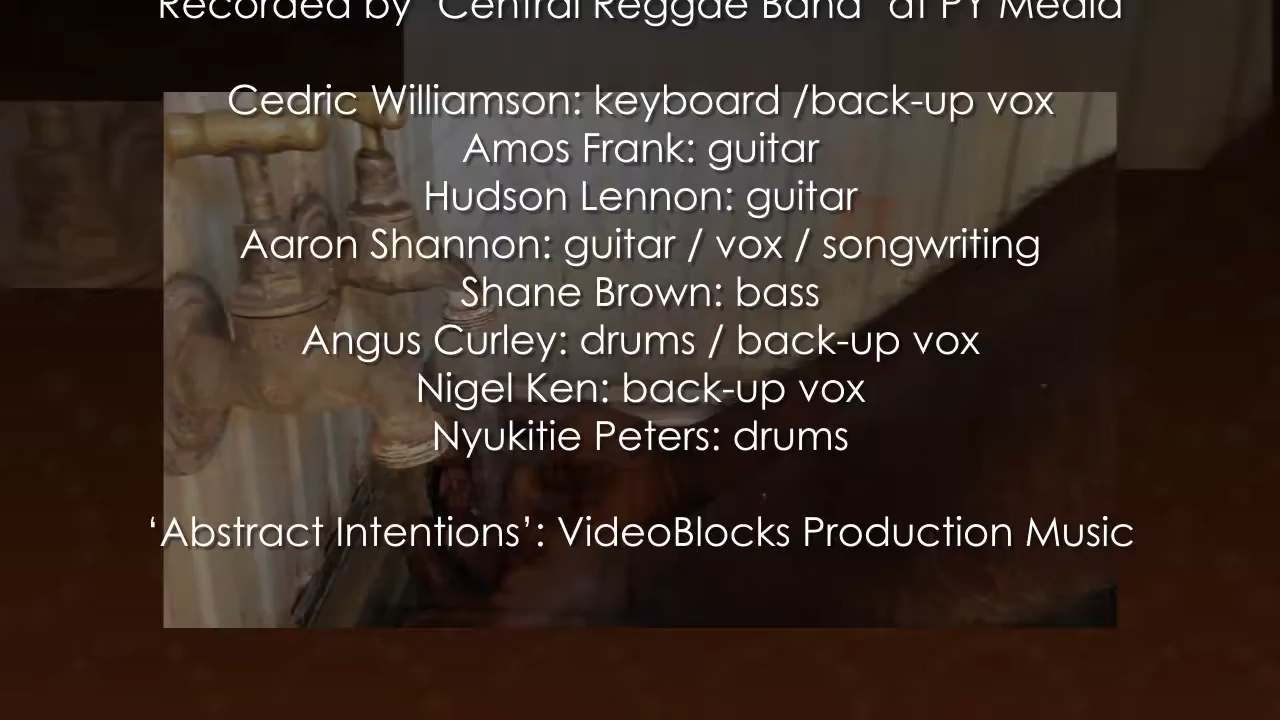 Recorded by 'Central Reggae Band' at PY Media
Cedric Williamson: keyboard /back-up vox
Amos Frank: guitar
Hudson Lennon: guitar
Aaron Shannon: guitar / vox / songwriting
Shane Brown: bass
Angus Curley: drums / back-up vox
Nigel Ken: back-up vox
Nyukitie Peters: drums
‘Abstract Intentions’: VideoBlocks Production Music